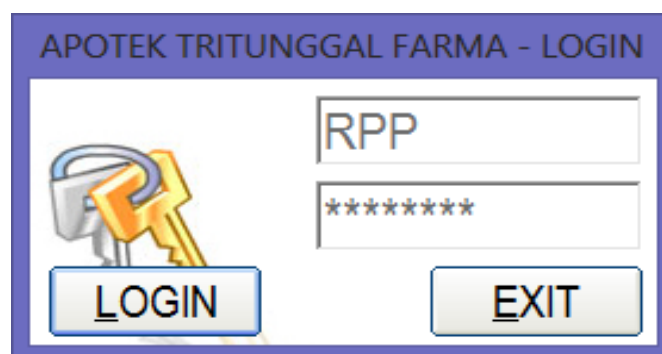 APOTEK TRITUNGGAL FARMA - LOGIN
RPP
********
LOGIN EXIT